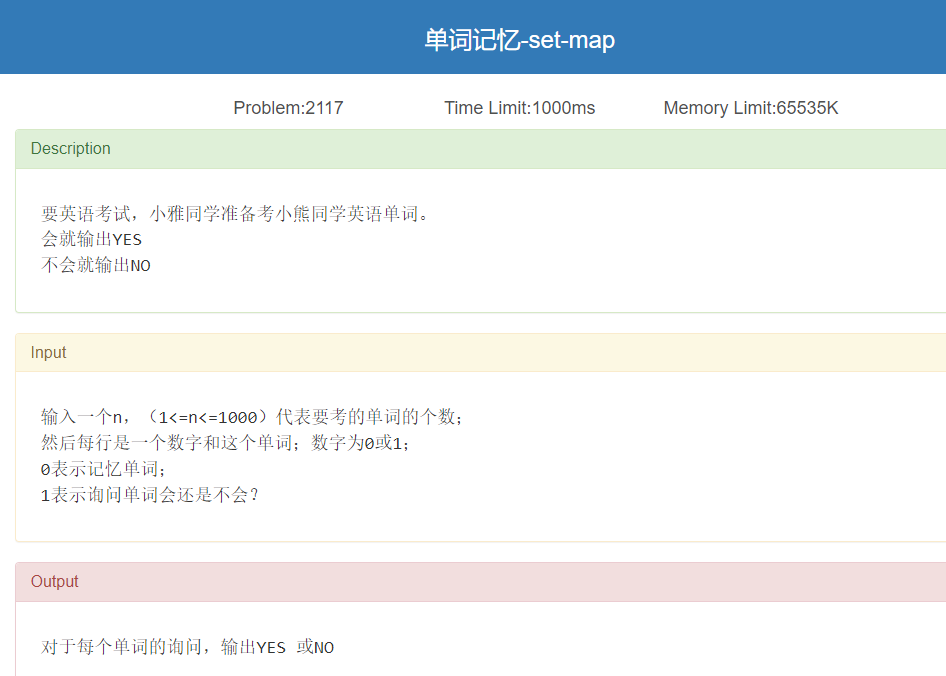 单词记忆-set-map
Problem:2117 Time Limit:1000ms Memory Limit:65535K
Description
要英语考试，小雅同学准备考小熊同学英语单词。
会就输出YES
不会就输出NO
Input
输入一个n，（1<=n<=1000）代表要考的单词的个数；
然后每行是一个数字和这个单词；数字为0或1；
0表示记忆单词；
1表示询问单词会还是不会？
Output
对于每个单词的询问，输出YES 或NO